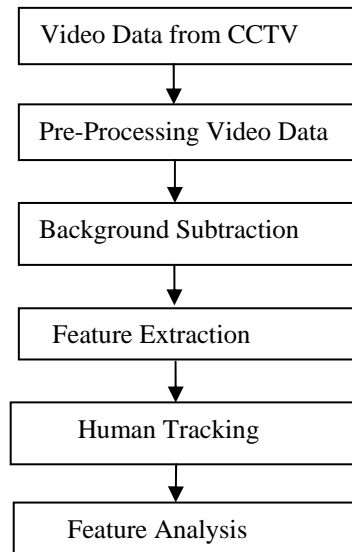 Video Data from CCTV
Pre-Processing Video Data
Background Subtraction
Feature Extraction
Human Tracking
Feature Analysis